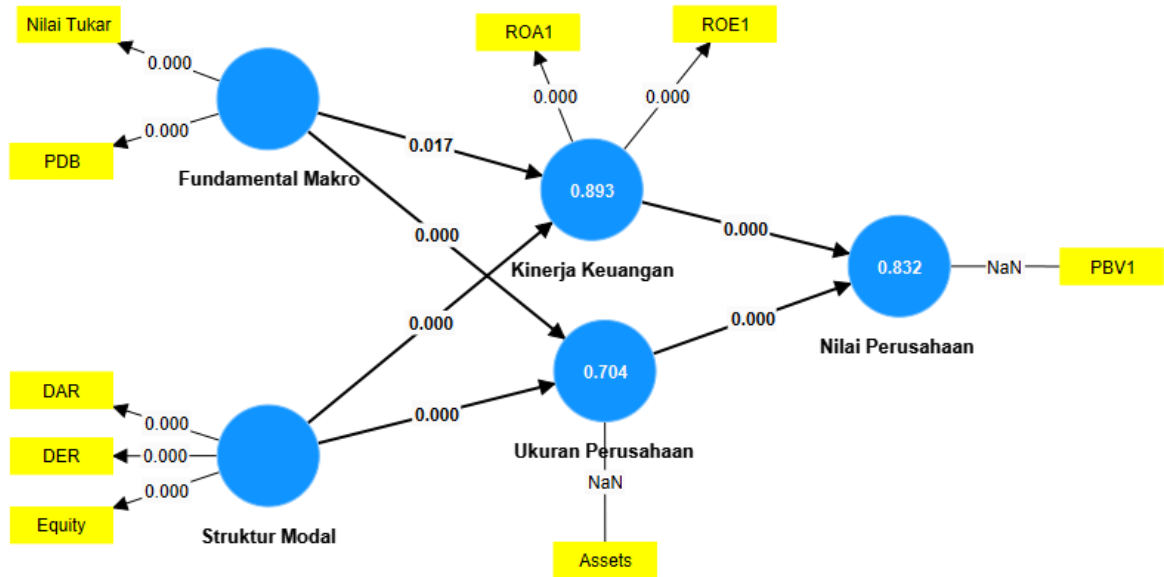 Nilai Tukar
ROA1
ROE1
0.000
0.000
0.000
0.000
PDB
0.017
Fundamental Makro
0.893
0.000
0.000
Kinerja Keuangan
0.832
NaN
PBV1
0.000
0.000
Nilai Perusahaan
DAR
0.704
0.000
0.000
DER
0.000
Ukuran Perusahaan
0.000
NaN
Equity
Struktur Modal
Assets